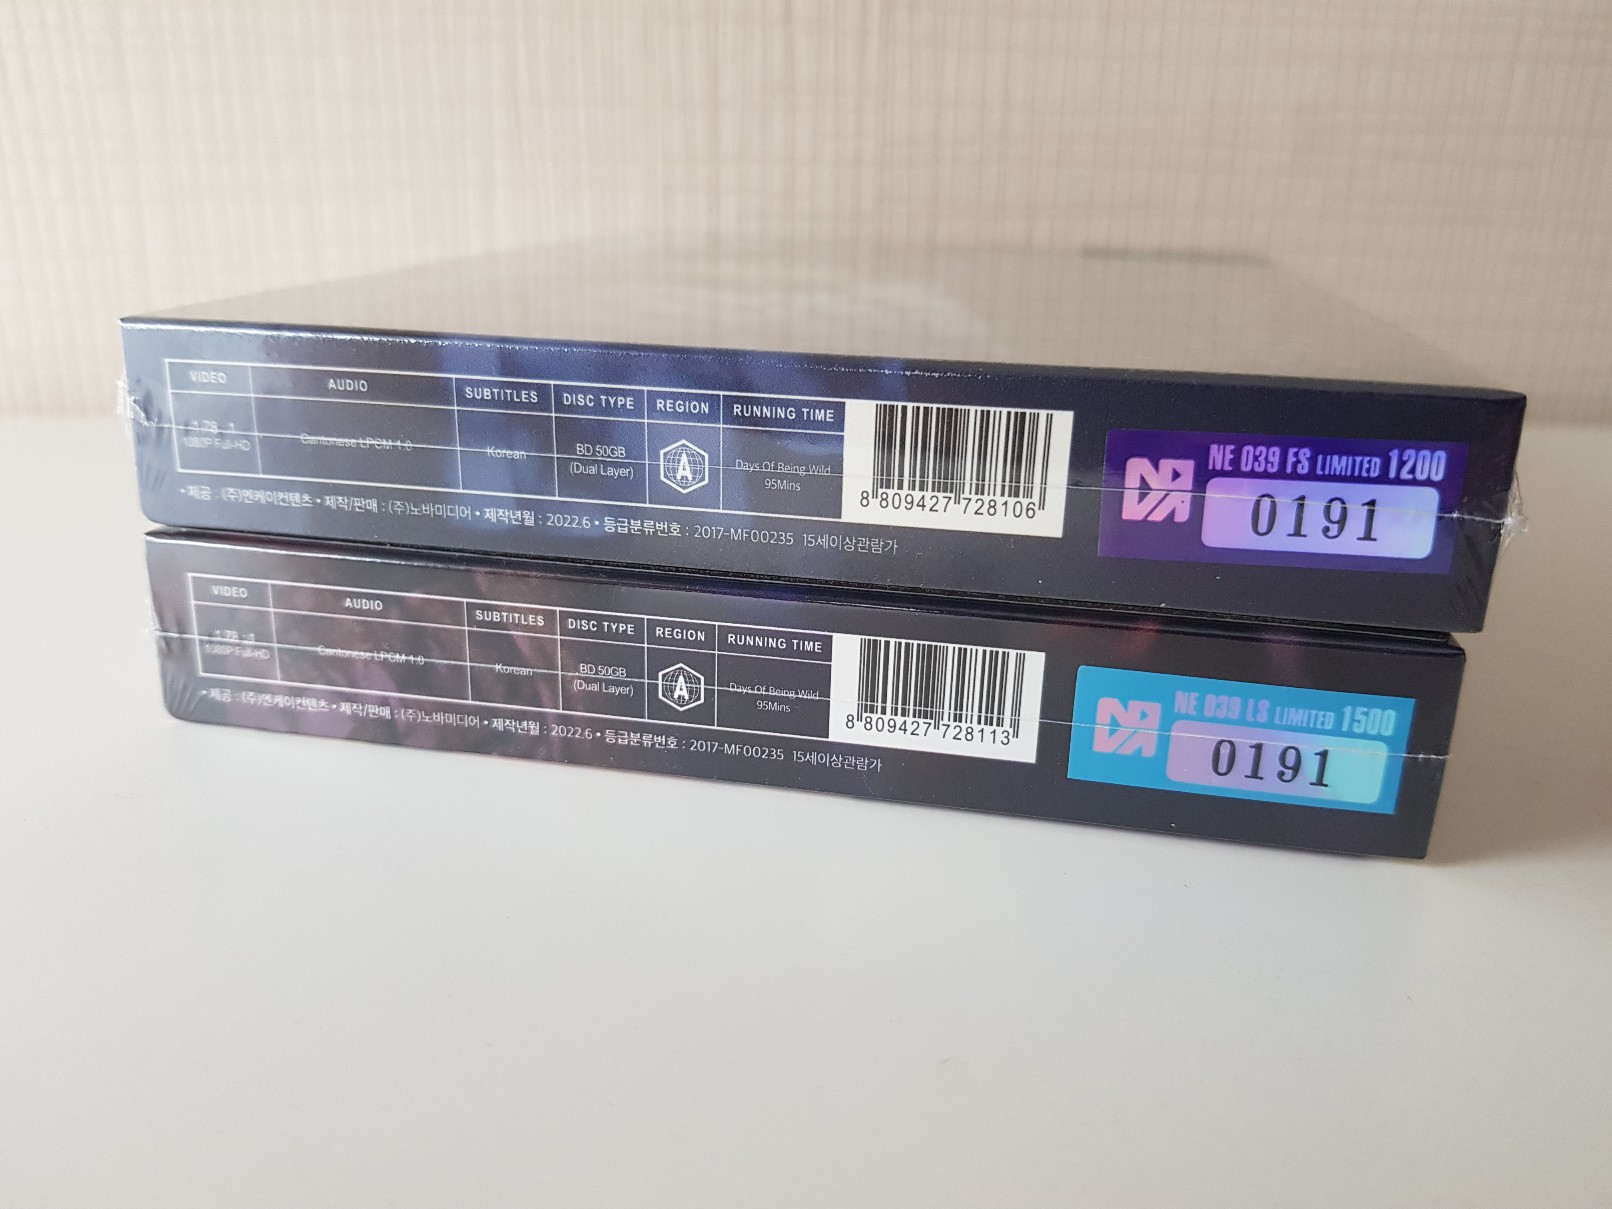 VIDEO AUDIO SUBTITLES DISC TYPE REGION RUNNING TIME
1.78 : 1
1080P Full-HD
Cantonese LPCM 1.0
Korean
BD 50GB
(Dual Layer)
A
Days Of Being Wild
95Mins
8 809427 728106
NOVA
NE 039 FS LIMITED 1200
0191
• 제공 : (주)엔케이컨텐츠 • 제작/판매 : (주)노바미디어 • 제작년월 : 2022.6 • 등급분류번호 : 2017-MF00235 15세이상관람가
VIDEO AUDIO SUBTITLES DISC TYPE REGION RUNNING TIME
1.78 : 1
1080P Full-HD
Cantonese LPCM 1.0
Korean
BD 50GB
(Dual Layer)
A
Days Of Being Wild
95Mins
8 809427 728113
NOVA
NE 039 LS LIMITED 1500
0191
• 제공 : (주)엔케이컨텐츠 • 제작/판매 : (주)노바미디어 • 제작년월 : 2022.6 • 등급분류번호 : 2017-MF00235 15세이상관람가